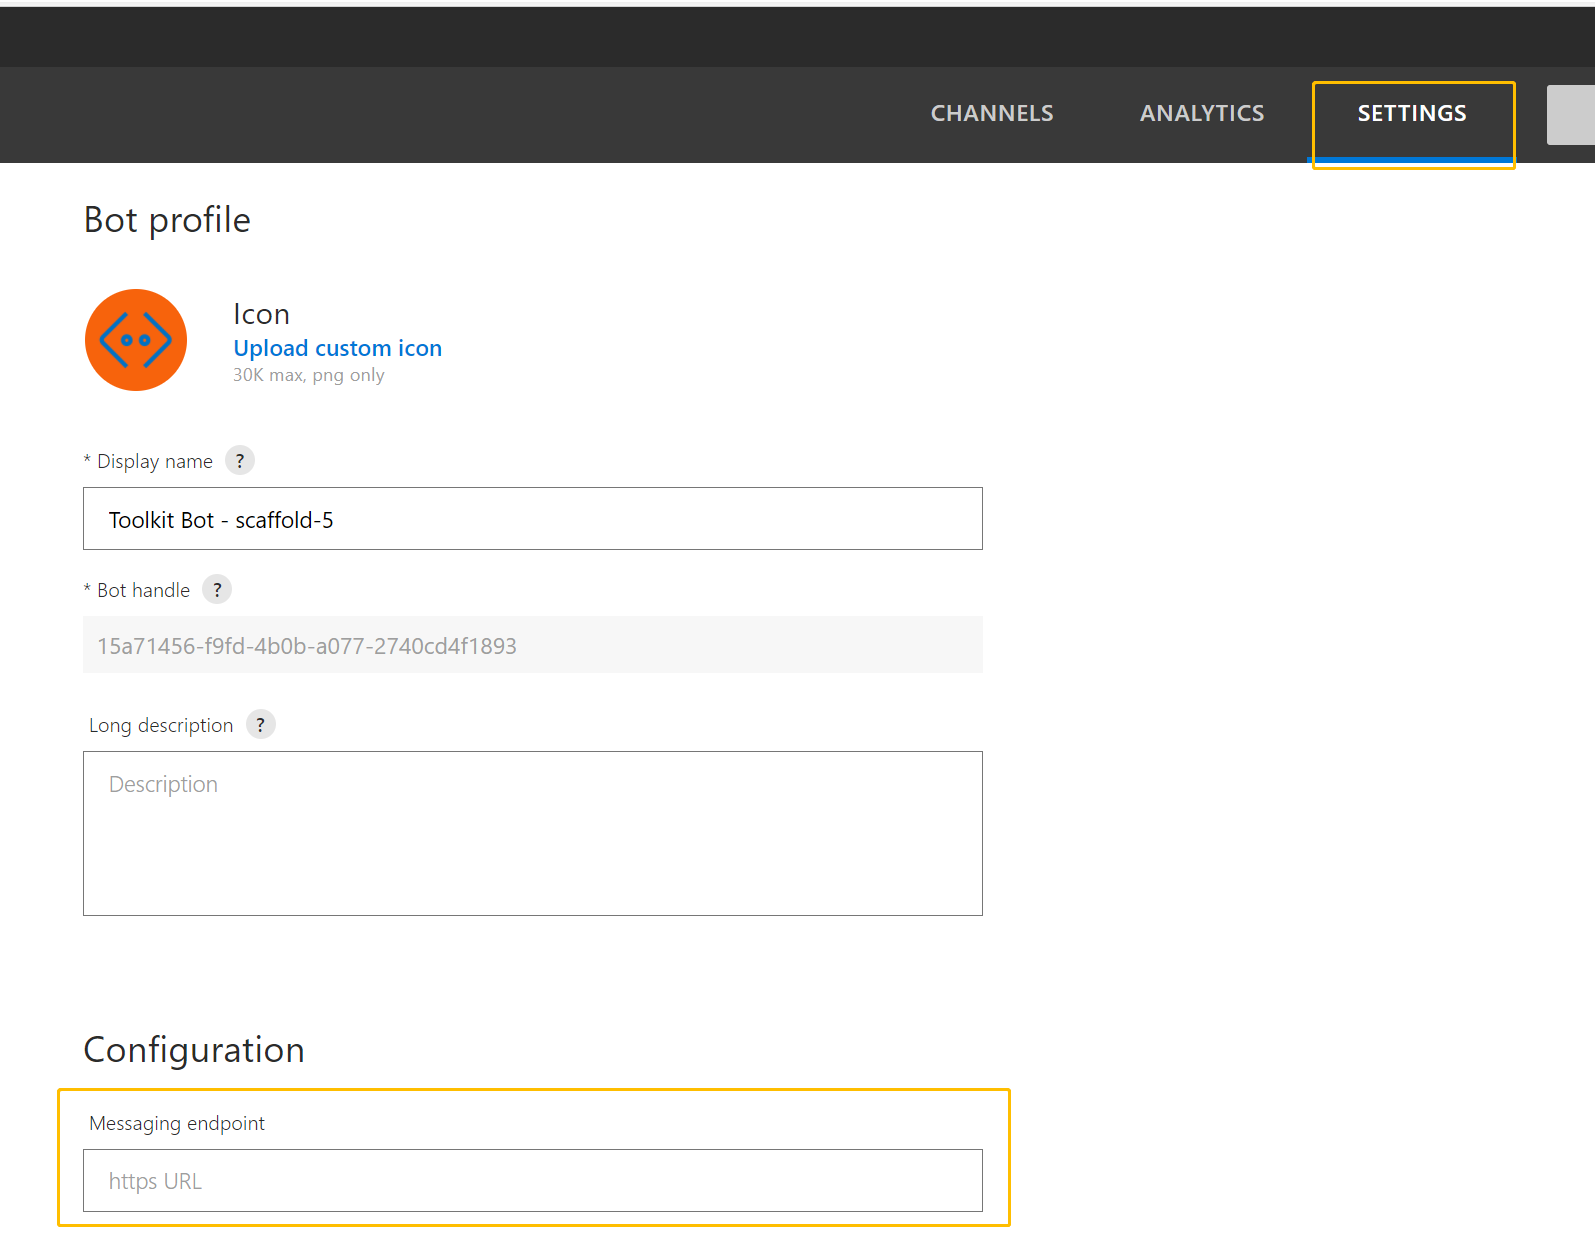 CHANNELS ANALYTICS SETTINGS
Bot profile
Icon
Upload custom icon
30K max, png only
* Display name ?
Toolkit Bot - scaffold-5
* Bot handle ?
15a71456-f9fd-4b0b-a077-2740cd4f1893
Long description ?
Description
Configuration
Messaging endpoint
https URL